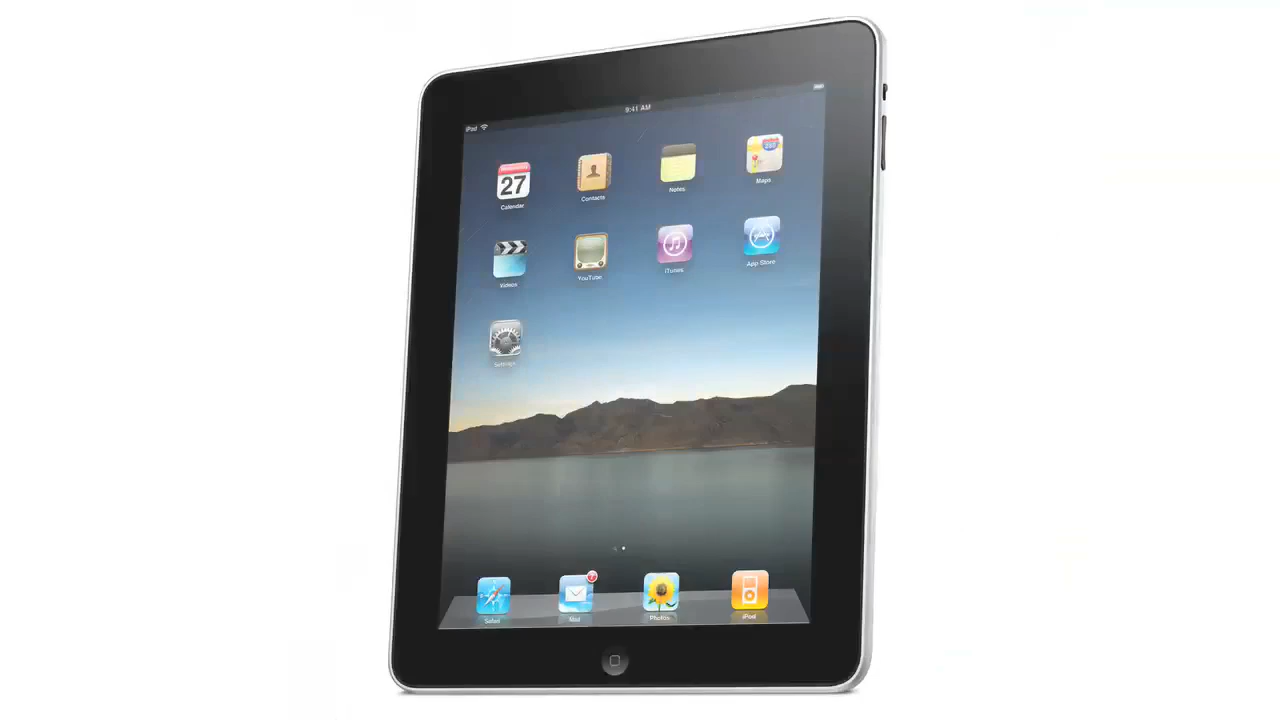 iPad
9:41 AM
27
Calendar
Contacts
Notes
280
Maps
Videos
YouTube
iTunes
App Store
Settings
Safari
Mail
Photos
iPod